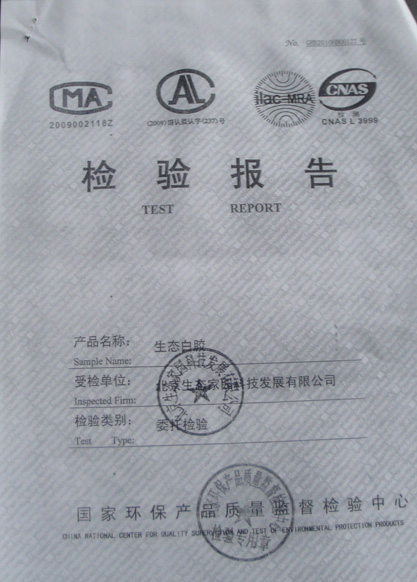 No.
CMA
2009002118Z
CAL
(2009)国认监认字(237)号
ilac-MRA
CNAS
检测
CNAS L 3999
检 验 报 告
TEST REPORT
产品名称: 生态白胶
Sample Name:
受检单位: 北京生态家园科技发展有限公司
Inspected Firm:
检验类别: 委托检验
Test Type:
国家环保产品质量监督检验中心
CHINA NATIONAL CENTER FOR QUALITY SUPERVISION AND TEST OF ENVIRONMENTAL PROTECTION PRODUCTS